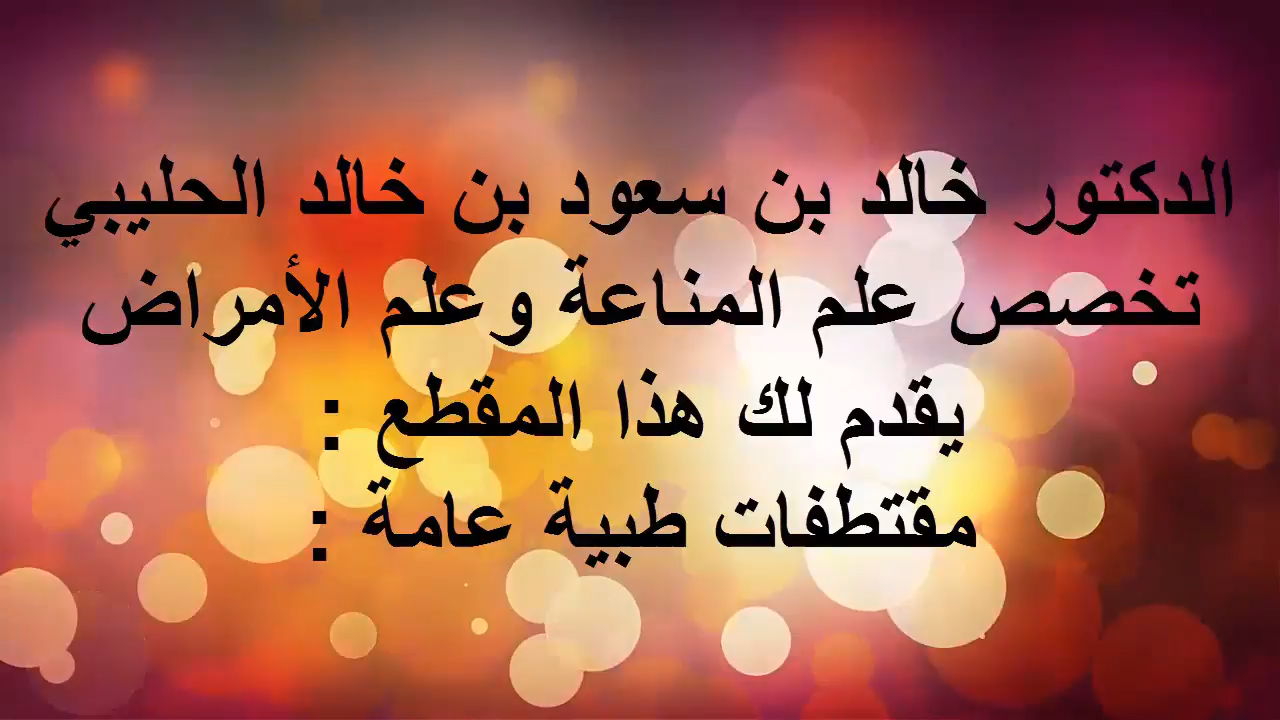 الدكتور خالد بن سعود بن خالد الحليبي
تخصص علم المناعة وعلم الأمراض
يقدم لك هذا المقطع :
مقتطفات طبية عامة :